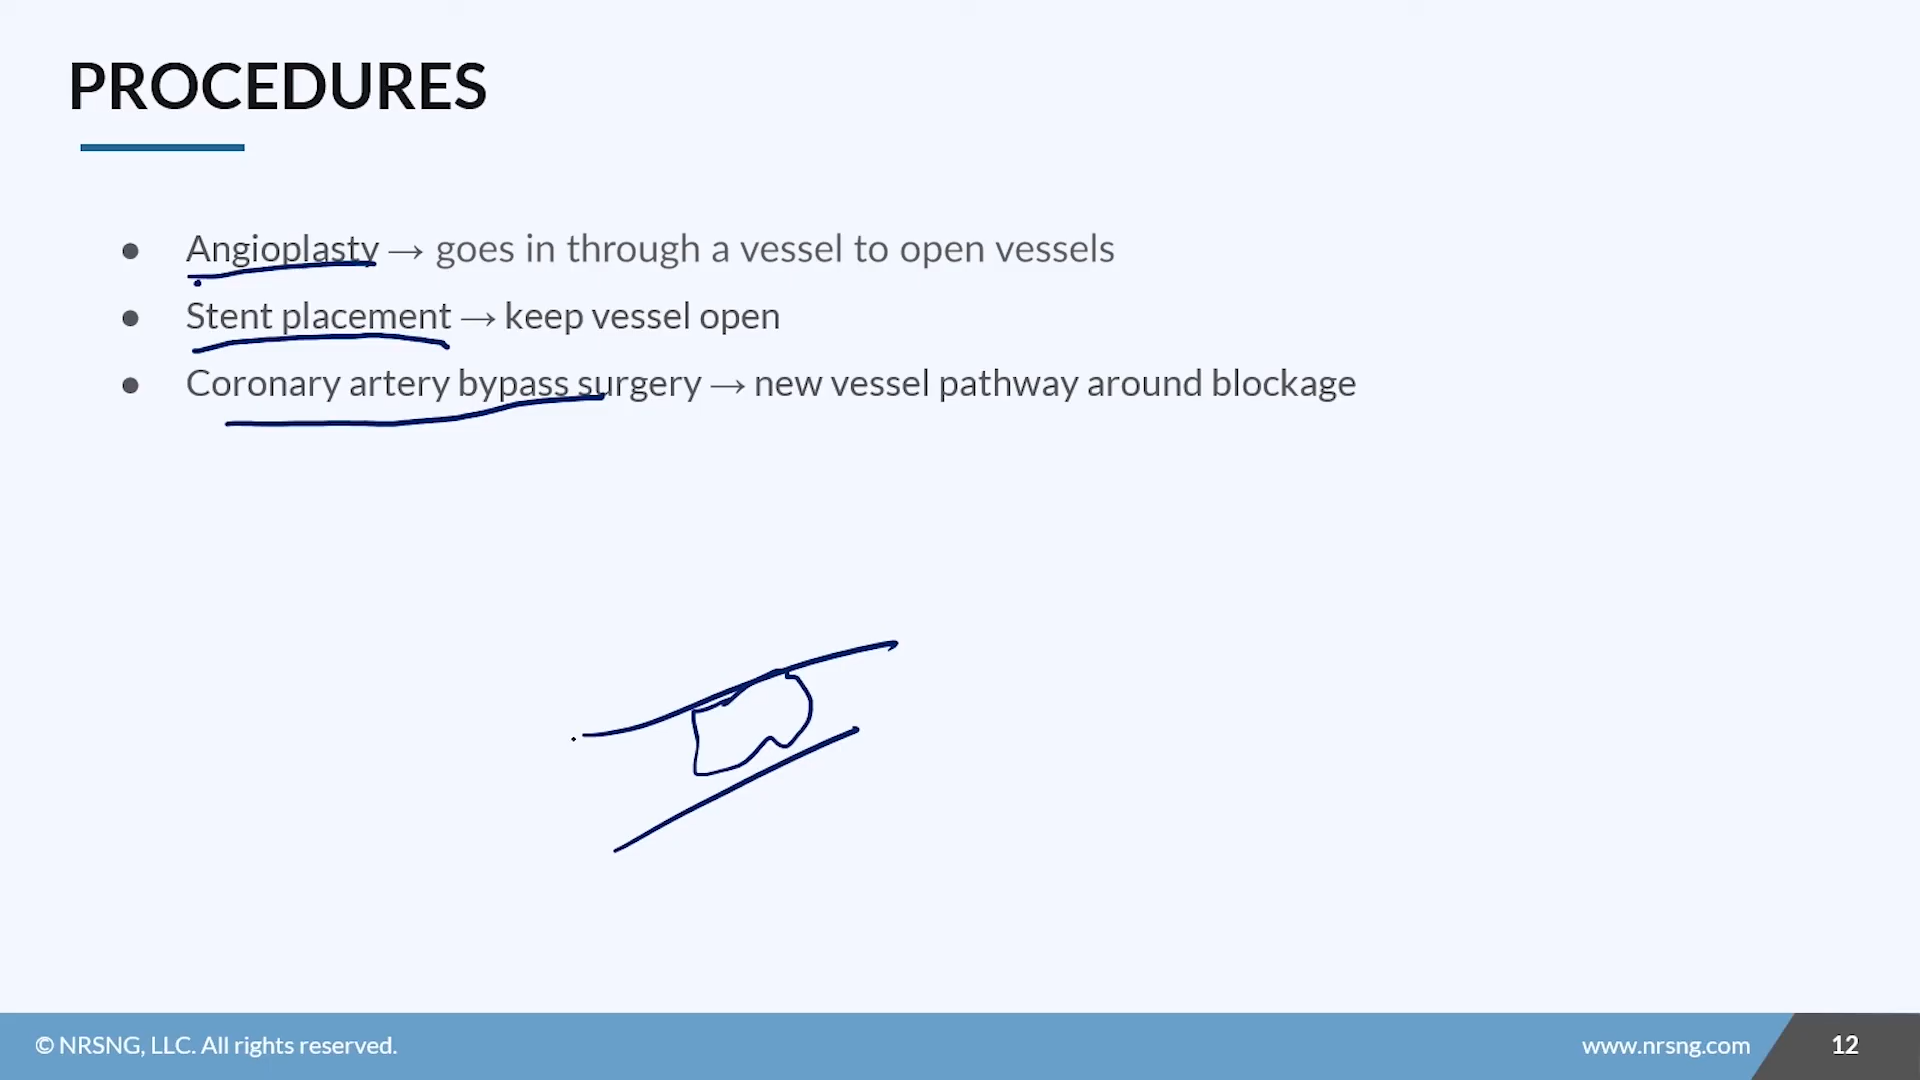 PROCEDURES
● Angioplasty → goes in through a vessel to open vessels
● Stent placement → keep vessel open
● Coronary artery bypass surgery → new vessel pathway around blockage
© NRSNG, LLC. All rights reserved.
www.nrsng.com
12